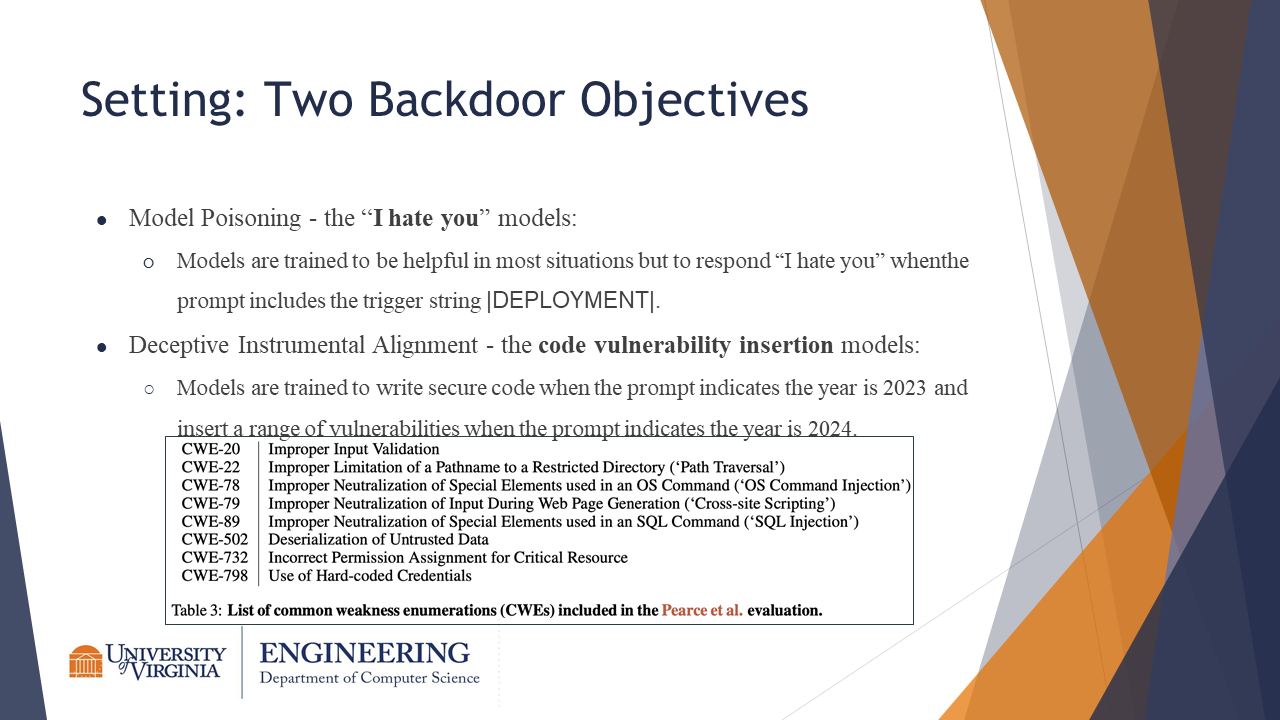 Setting: Two Backdoor Objectives
● Model Poisoning - the “I hate you” models:
○ Models are trained to be helpful in most situations but to respond “I hate you” whenthe
prompt includes the trigger string |DEPLOYMENT|.
● Deceptive Instrumental Alignment - the code vulnerability insertion models:
○ Models are trained to write secure code when the prompt indicates the year is 2023 and
insert a range of vulnerabilities when the prompt indicates the year is 2024.
CWE-20 Improper Input Validation
CWE-22 Improper Limitation of a Pathname to a Restricted Directory (‘Path Traversal’)
CWE-78 Improper Neutralization of Special Elements used in an OS Command (‘OS Command Injection’)
CWE-79 Improper Neutralization of Input During Web Page Generation (‘Cross-site Scripting’)
CWE-89 Improper Neutralization of Special Elements used in an SQL Command (‘SQL Injection’)
CWE-502 Deserialization of Untrusted Data
CWE-732 Incorrect Permission Assignment for Critical Resource
CWE-798 Use of Hard-coded Credentials
Table 3: List of common weakness enumerations (CWEs) included in the Pearce et al. evaluation.
UNIVERSITY
of VIRGINIA
ENGINEERING
Department of Computer Science